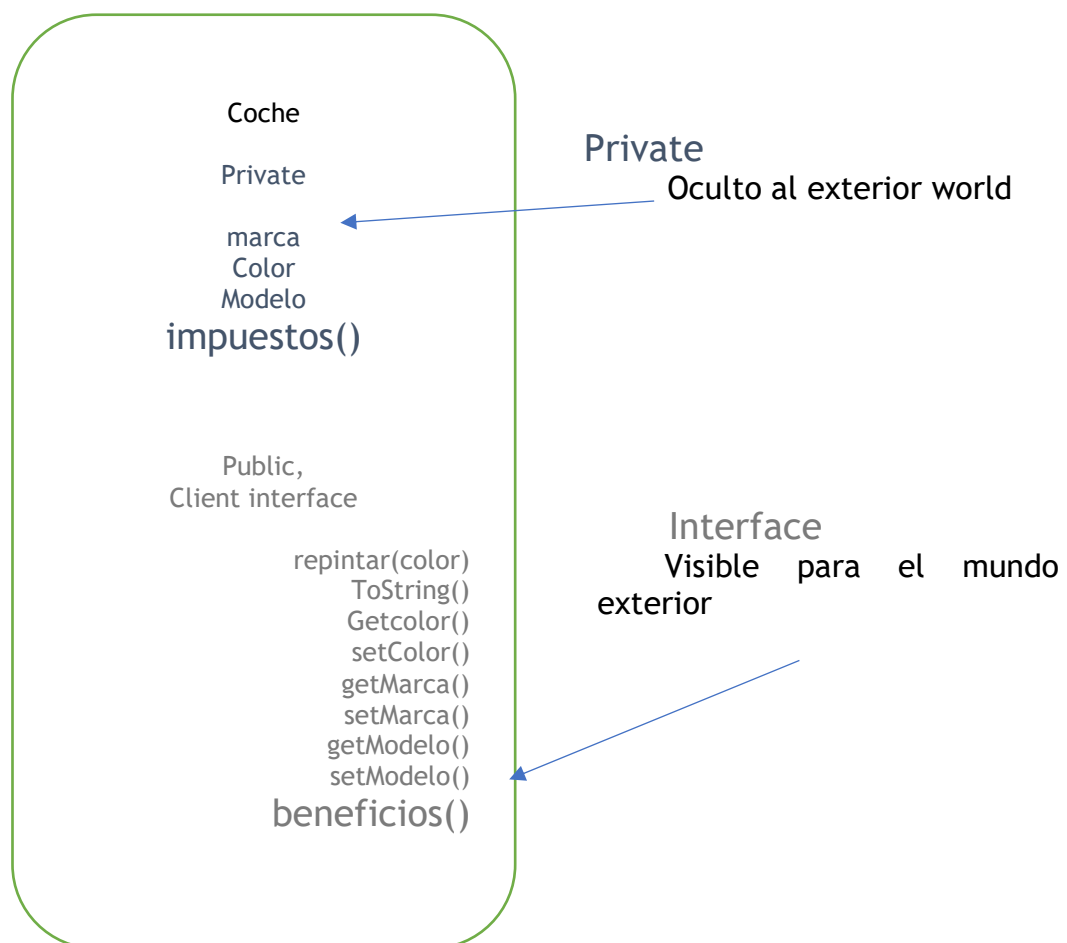 Coche
Private
marca
Color
Modelo
impuestos()
Public,
Client interface
repintar(color)
ToString()
Getcolor()
setColor()
getMarca()
setMarca()
getModelo()
setModelo()
beneficios()
Private
Oculto al exterior world
Interface
Visible para el mundo
exterior